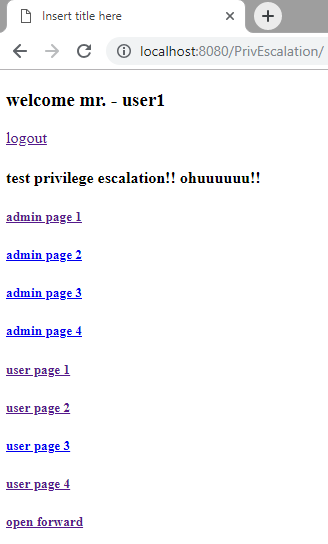 Insert title here
localhost:8080/PrivEscalation/
welcome mr. - user1
logout
test privilege escalation!! ohuuuuuu!!
admin page 1
admin page 2
admin page 3
admin page 4
user page 1
user page 2
user page 3
user page 4
open forward